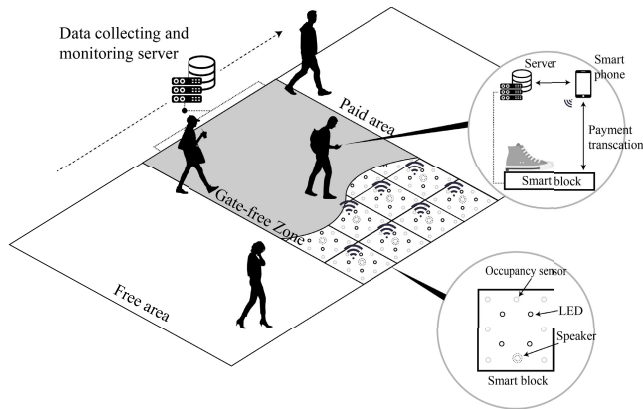 Data collecting and
monitoring server
Paid area
Gate-free Zone
Free area
Server
Smart
phone
Payment
transcation
Smart block
Occupancy sensor
LED
Speaker
Smart block